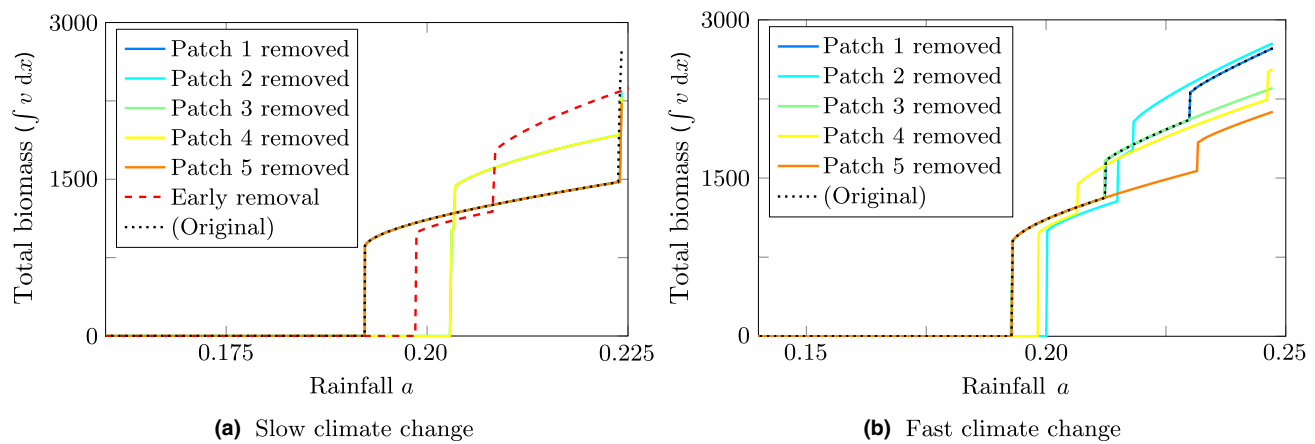 3000
1500
0
Total biomass (∫ v dx)
Patch 1 removed
Patch 2 removed
Patch 3 removed
Patch 4 removed
Patch 5 removed
Early removal
(Original)
0.175
0.20
0.225
Rainfall a
(a) Slow climate change
3000
1500
0
Total biomass (∫ v dx)
Patch 1 removed
Patch 2 removed
Patch 3 removed
Patch 4 removed
Patch 5 removed
(Original)
0.15
0.20
0.25
Rainfall a
(b) Fast climate change